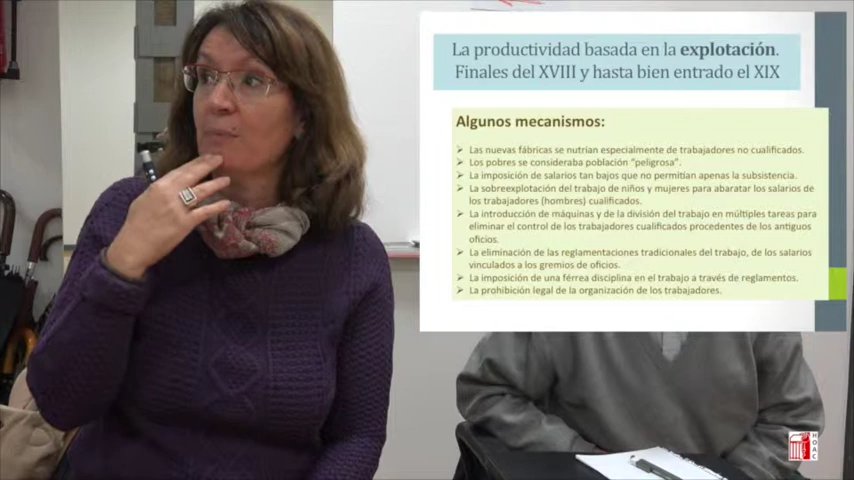 La productividad basada en la explotación.
Finales del XVIII y hasta bien entrado el XIX
Algunos mecanismos:
Las nuevas fábricas se nutrían especialmente de trabajadores no cualificados.
Los pobres se consideraba población "peligrosa".
La imposición de salarios tan bajos que no permitían apenas la subsistencia.
La sobreexplotación del trabajo de niños y mujeres para abaratar los salarios de
los trabajadores (hombres) cualificados.
La introducción de máquinas y de la división del trabajo en múltiples tareas para
eliminar el control de los trabajadores cualificados procedentes de los antiguos
oficios.
La eliminación de las reglamentaciones tradicionales del trabajo, de los salarios
vinculados a los gremios de oficios.
La imposición de una férrea disciplina en el trabajo a través de reglamentos.
La prohibición legal de la organización de los trabajadores.
HOAC